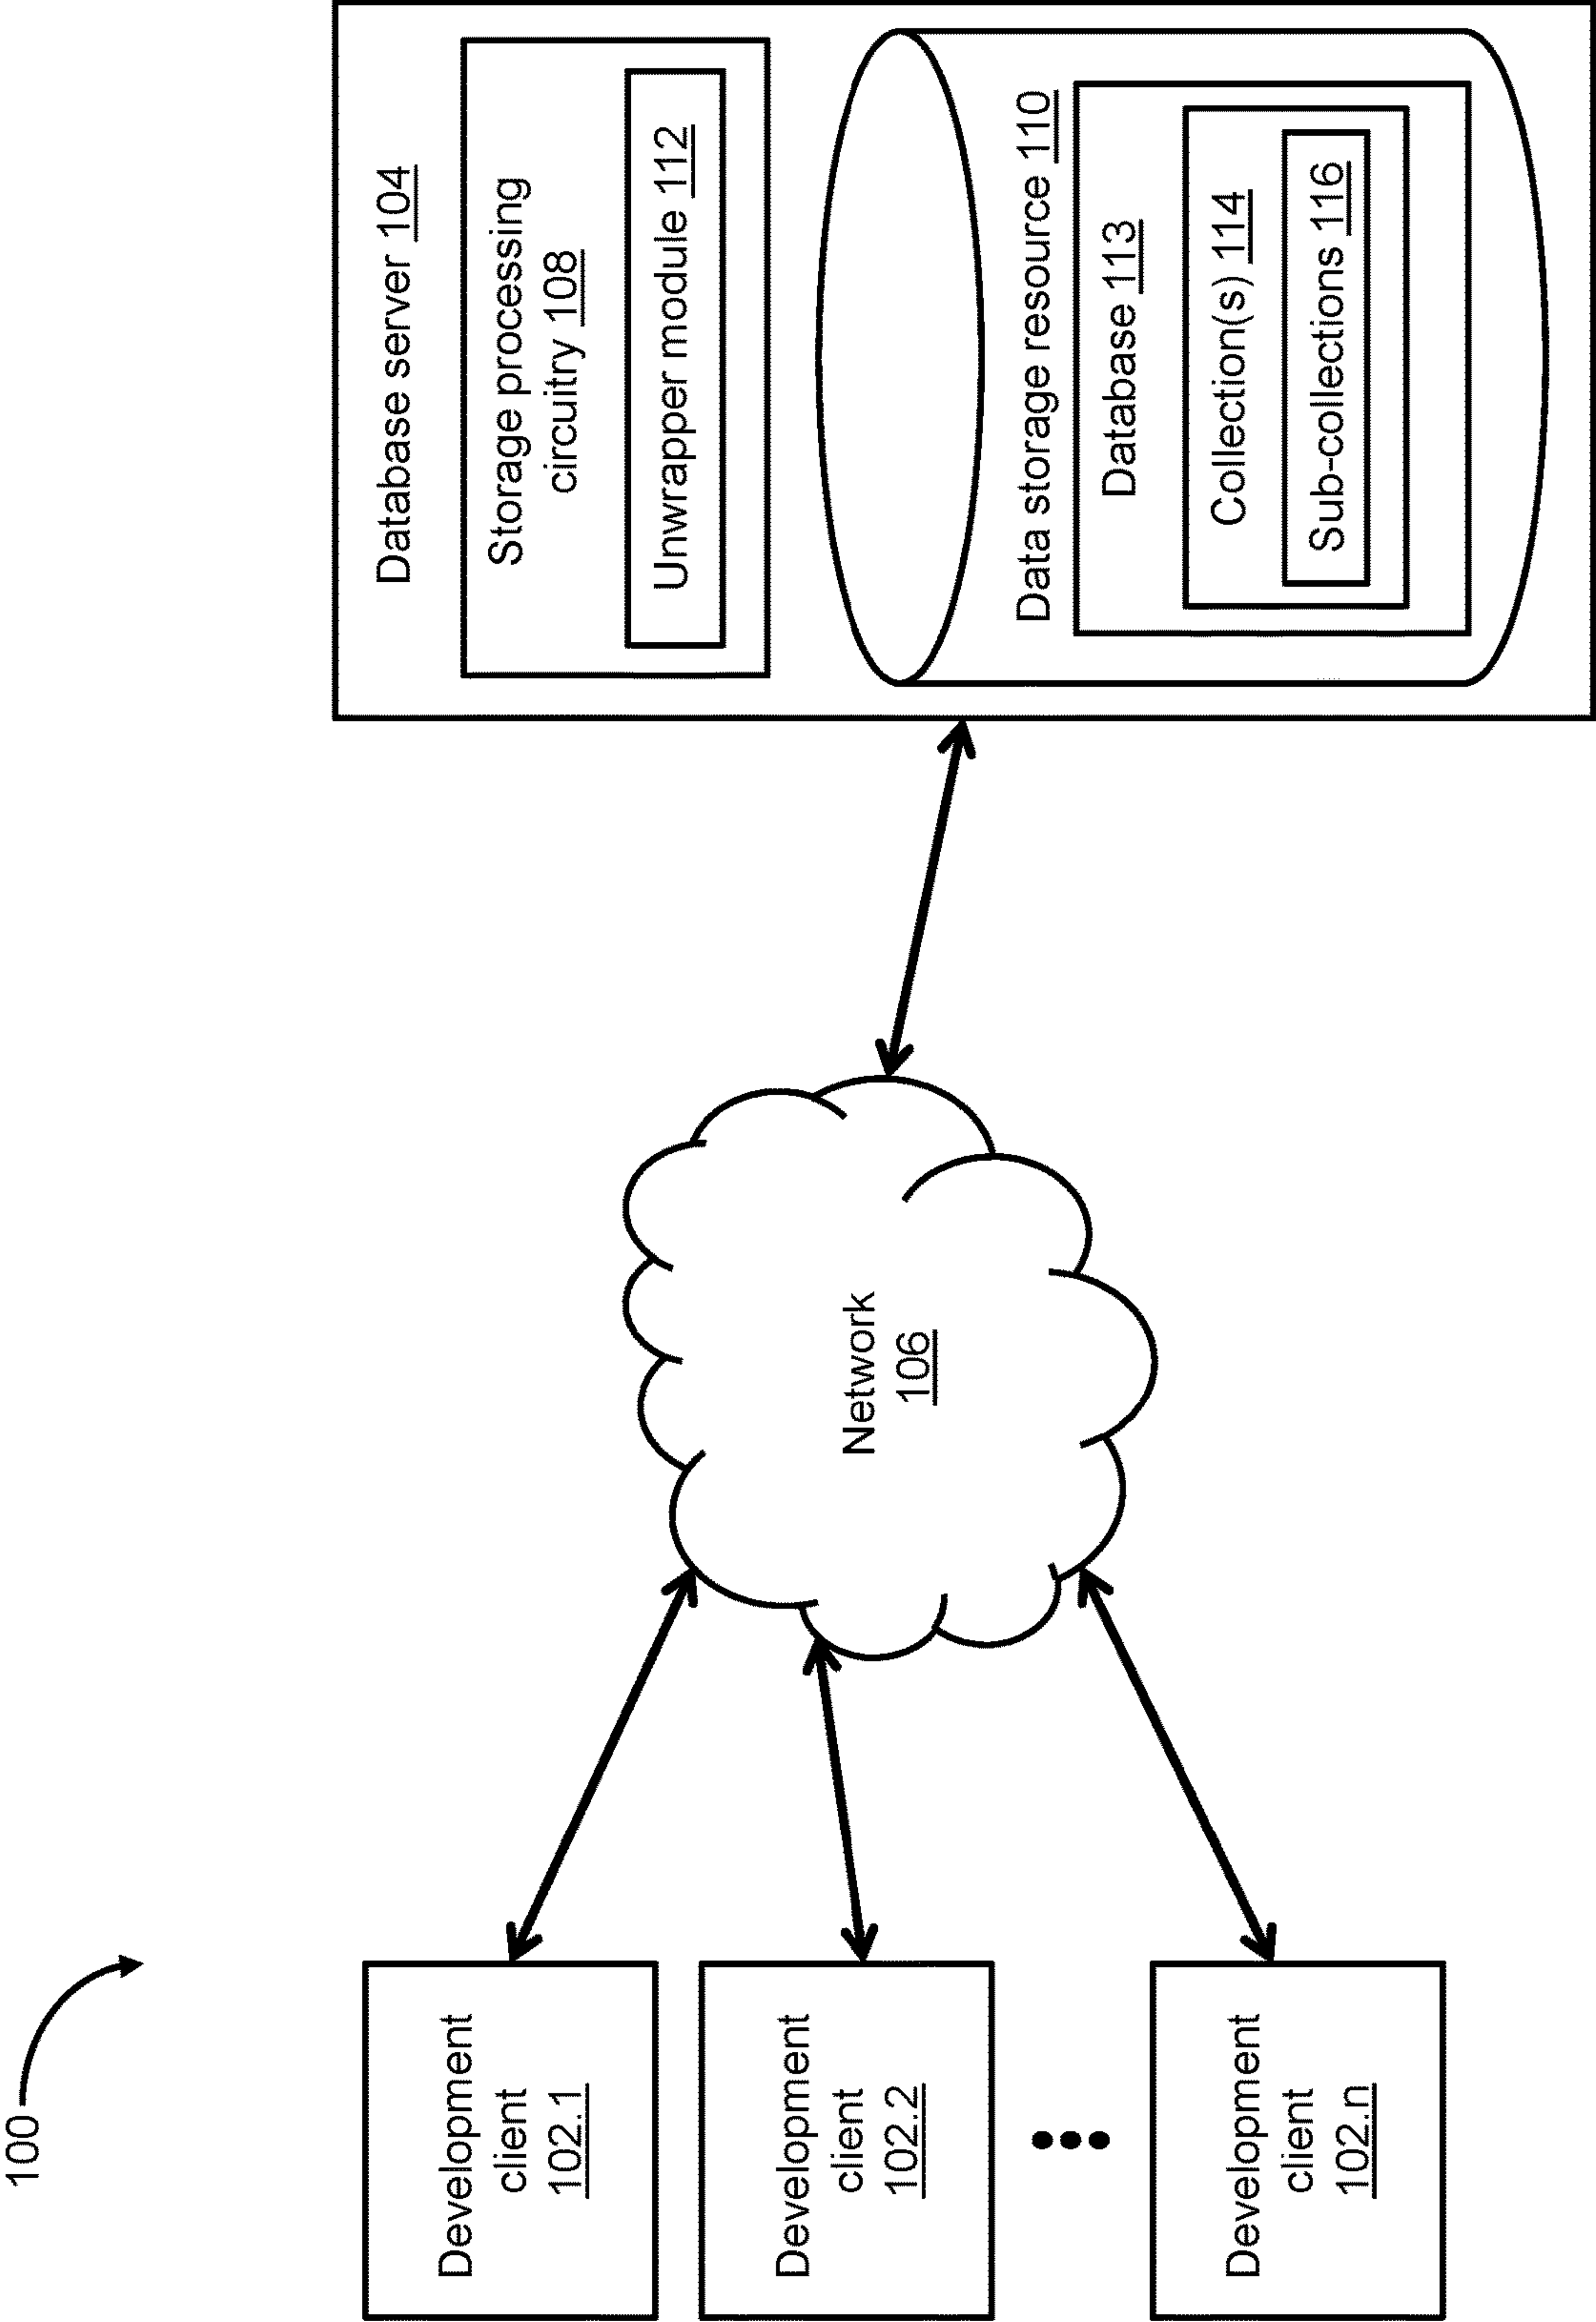 100
Development
client
102.1
Development
client
102.2
Development
client
102.n
Network
106
Database server 104
Storage processing
circuitry 108
Unwrapper module 112
Data storage resource 110
Database 113
Collection(s) 114
Sub-collections 116